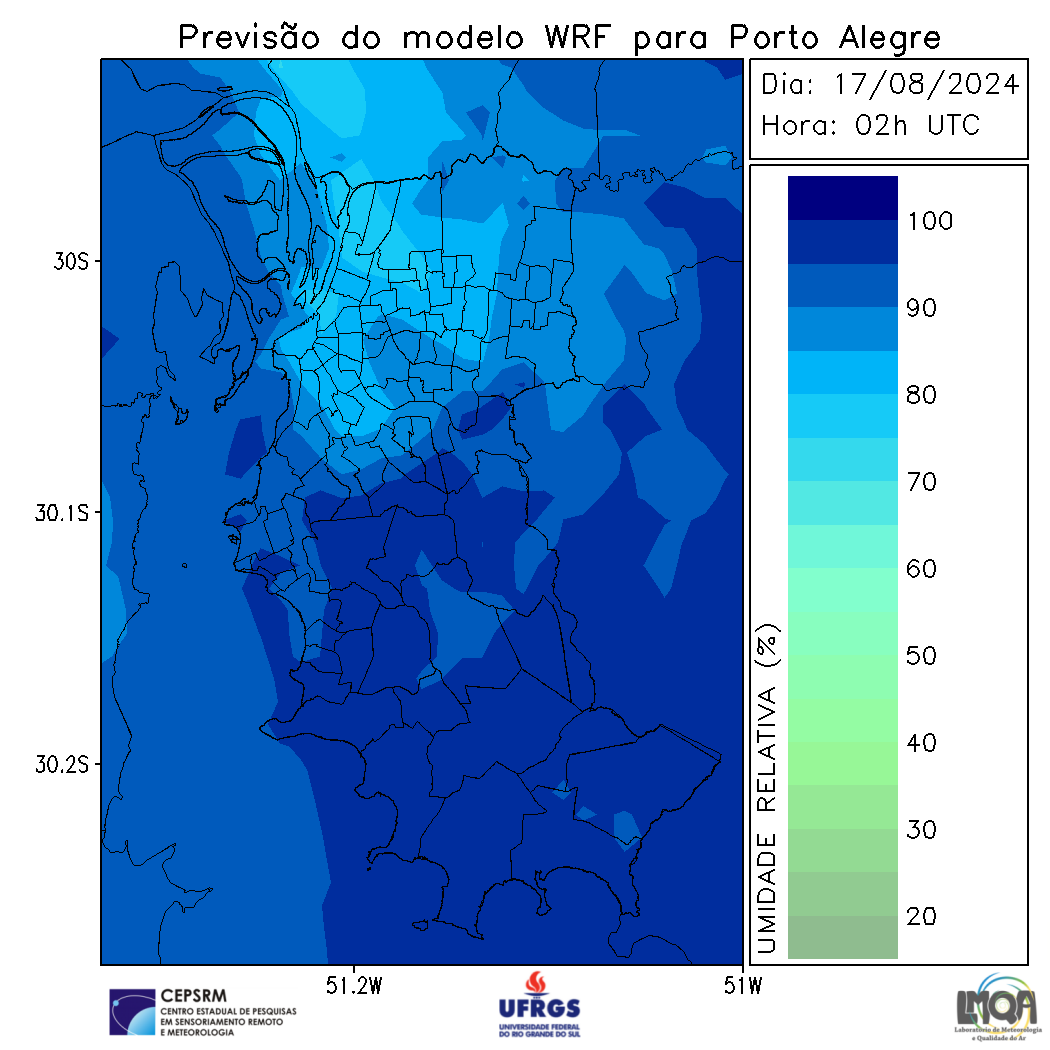 Previsão do modelo WRF para Porto Alegre
Dia: 17/08/2024
Hora: 02h UTC
30S
30.1S
30.2S
51.2W
51W
UMIDADE RELATIVA (%)
100
90
80
70
60
50
40
30
20
CEPSRM
CENTRO ESTADUAL DE PESQUISAS
EM SENSORIAMENTO REMOTO
E METEOROLOGIA
UFRGS
UNIVERSIDADE FEDERAL
DO RIO GRANDE DO SUL
LMQA
Laboratório de Meteorologia
e Qualidade do Ar